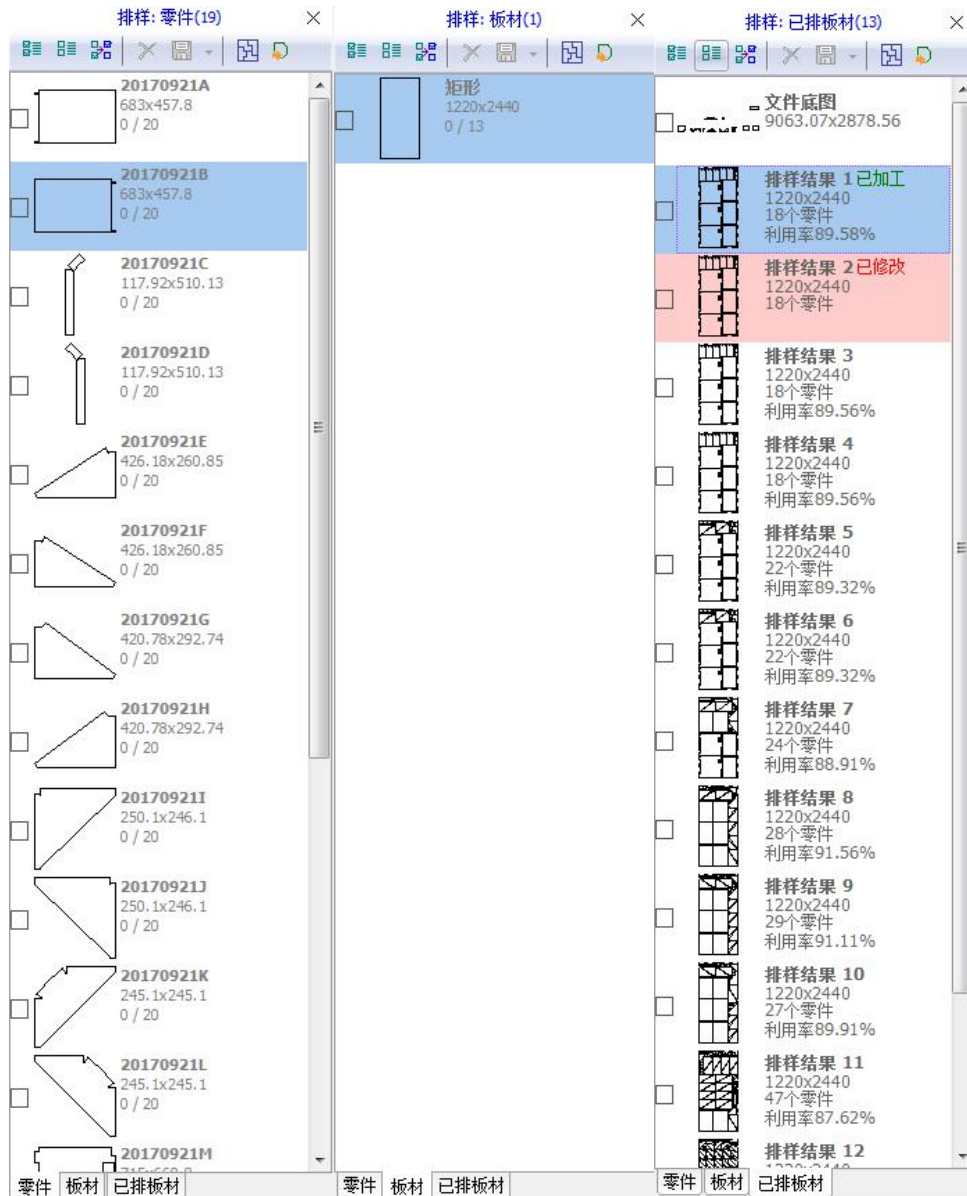 排样: 零件(19)
20170921A
683x457.8
0 / 20
20170921B
683x457.8
0 / 20
20170921C
117.92x510.13
0 / 20
20170921D
117.92x510.13
0 / 20
20170921E
426.18x260.85
0 / 20
20170921F
426.18x260.85
0 / 20
20170921G
420.78x292.74
0 / 20
20170921H
420.78x292.74
0 / 20
20170921I
250.1x246.1
0 / 20
20170921J
250.1x246.1
0 / 20
20170921K
245.1x245.1
0 / 20
20170921L
245.1x245.1
0 / 20
20170921M
零件 板材 已排板材
排样: 板材(1)
矩形
1220x2440
0 / 13
零件 板材 已排板材
排样: 已排板材(13)
文件底图
9063.07x2878.56
排样结果 1已加工
1220x2440
18个零件
利用率89.58%
排样结果 2已修改
1220x2440
18个零件
排样结果 3
1220x2440
18个零件
利用率89.56%
排样结果 4
1220x2440
18个零件
利用率89.56%
排样结果 5
1220x2440
22个零件
利用率89.32%
排样结果 6
1220x2440
22个零件
利用率89.32%
排样结果 7
1220x2440
24个零件
利用率88.91%
排样结果 8
1220x2440
28个零件
利用率91.56%
排样结果 9
1220x2440
29个零件
利用率91.11%
排样结果 10
1220x2440
27个零件
利用率89.91%
排样结果 11
1220x2440
47个零件
利用率87.62%
排样结果 12
零件 板材 已排板材